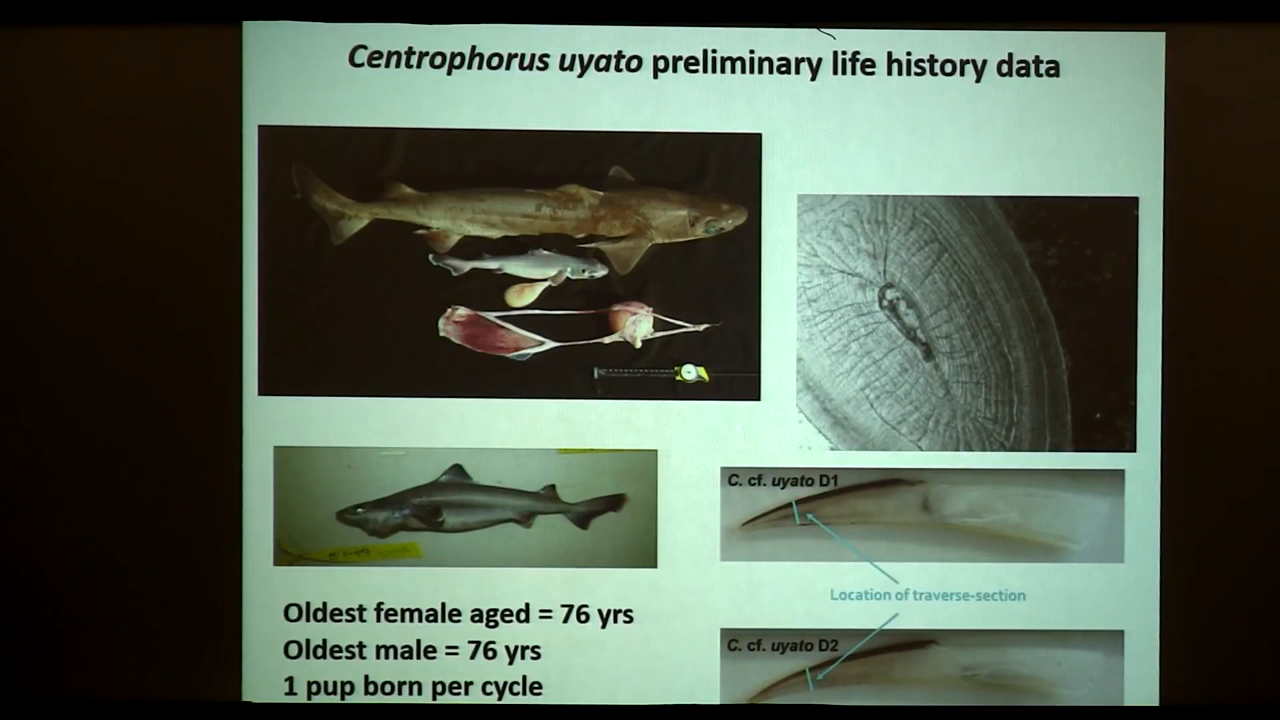 Centrophorus uyato preliminary life history data
C. cf. uyato D1
Location of traverse-section
C. cf. uyato D2
Oldest female aged = 76 yrs
Oldest male = 76 yrs
1 pup born per cycle